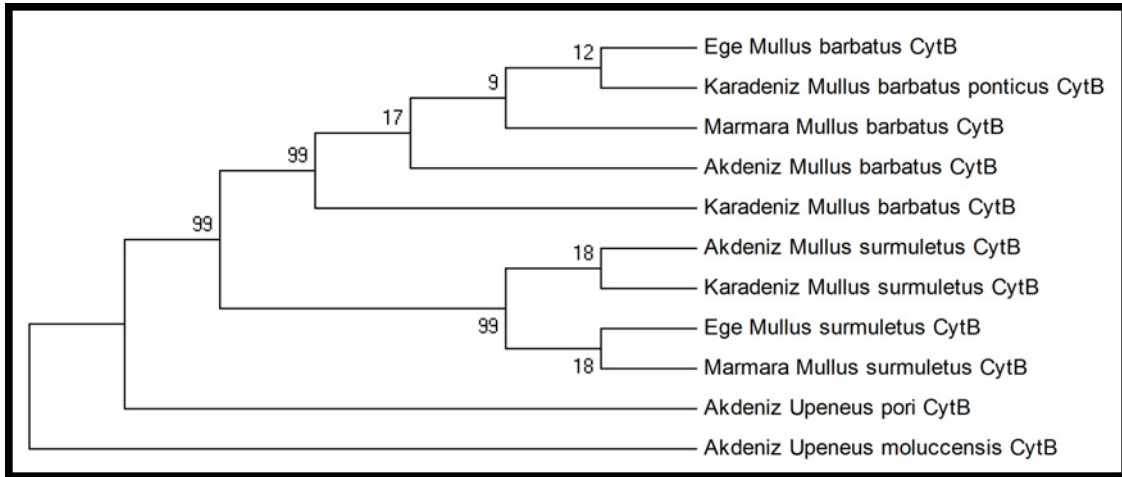 12
Ege Mullus barbatus CytB
Karadeniz Mullus barbatus ponticus CytB
9
Marmara Mullus barbatus CytB
17
Akdeniz Mullus barbatus CytB
99
Karadeniz Mullus barbatus CytB
99
Akdeniz Mullus surmuletus CytB
18
Karadeniz Mullus surmuletus CytB
99
Ege Mullus surmuletus CytB
18
Marmara Mullus surmuletus CytB
Akdeniz Upeneus pori CytB
Akdeniz Upeneus moluccensis CytB